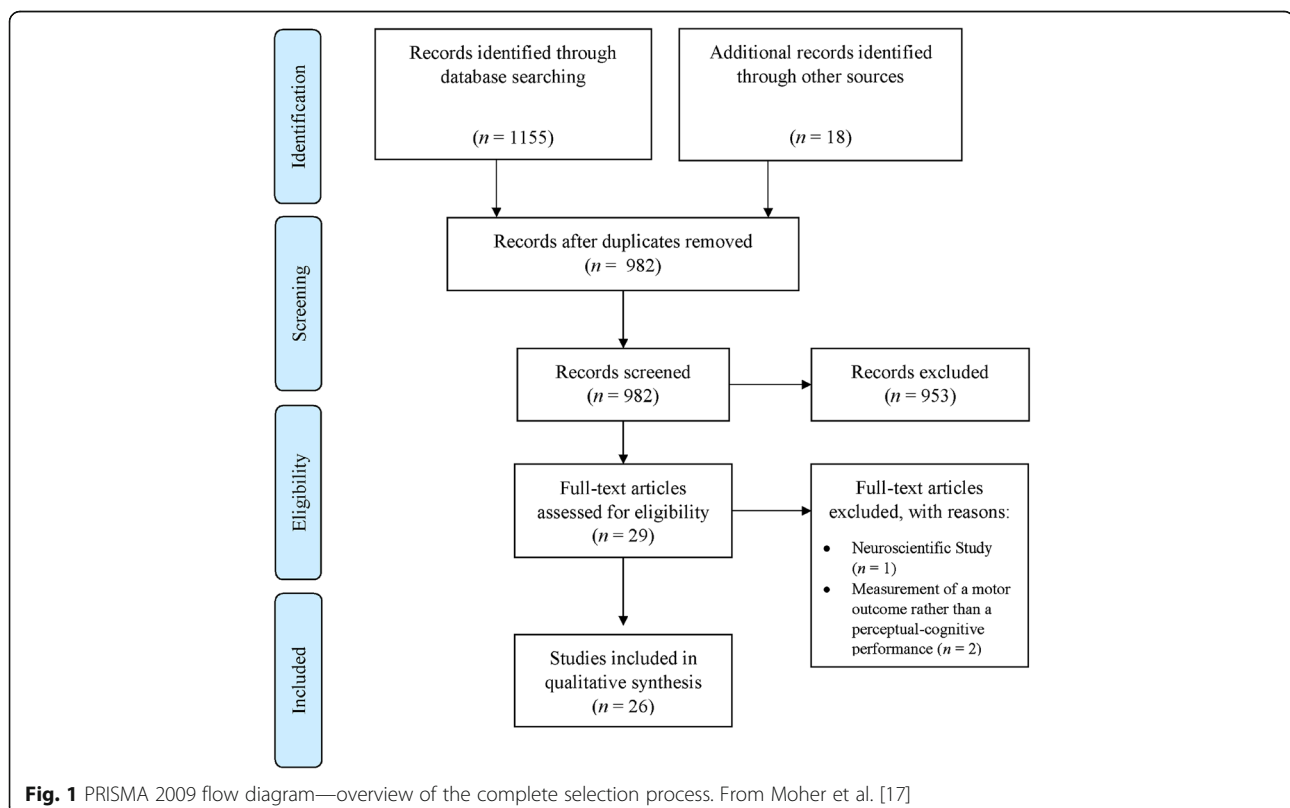 Identification
Records identified through
database searching
(n = 1155)
Additional records identified
through other sources
(n = 18)
Screening
Records after duplicates removed
(n = 982)
Records screened
(n = 982)
Records excluded
(n = 953)
Eligibility
Full-text articles
assessed for eligibility
(n = 29)
Full-text articles
excluded, with reasons:
• Neuroscientific Study
(n = 1)
• Measurement of a motor
outcome rather than a
perceptual-cognitive
performance (n = 2)
Included
Studies included in
qualitative synthesis
(n = 26)
Fig. 1 PRISMA 2009 flow diagram—overview of the complete selection process. From Moher et al. [17]